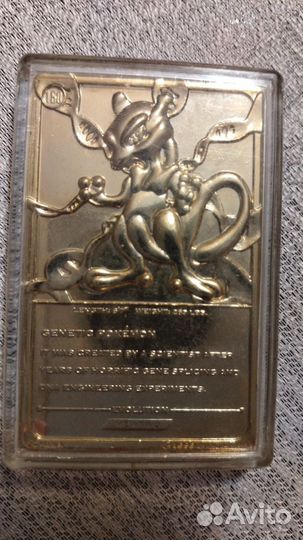 150
GENETIC POKÉMON
IT WAS CREATED BY A SCIENTIST AFTER
YEARS OF HORRIFIC GENE SPLICING AND
DNA ENGINEERING EXPERIMENTS.
EVOLUTION
Avito